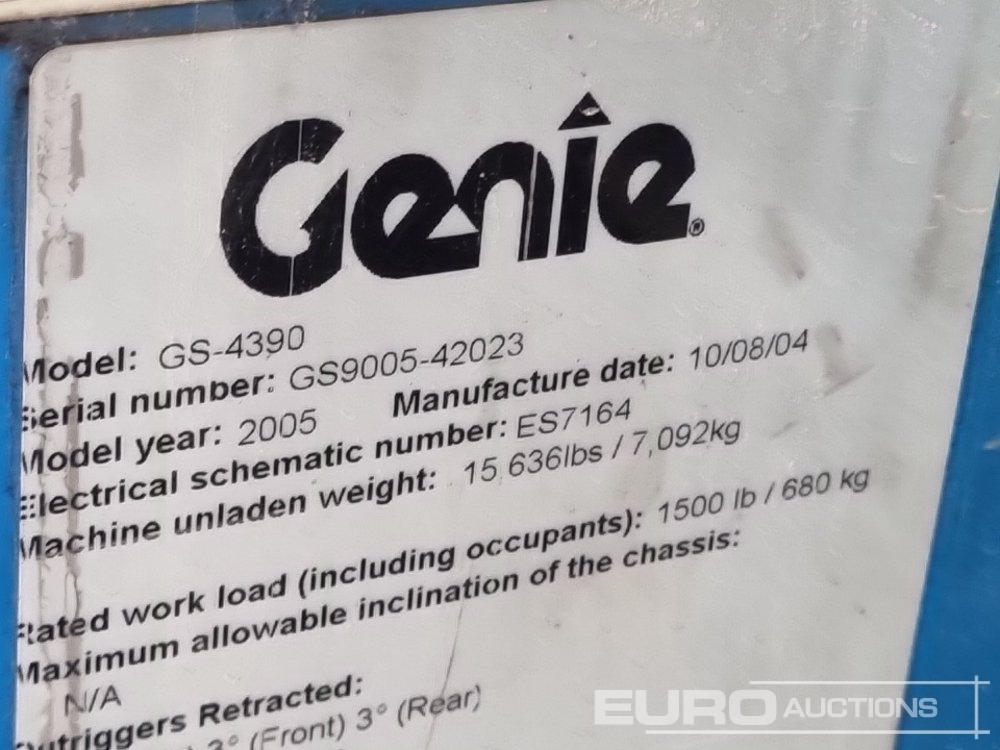 Genie®
Model: GS-4390
Serial number: GS9005-42023
Model year: 2005 Manufacture date: 10/08/04
Electrical schematic number: ES7164
Machine unladen weight: 15,636lbs / 7,092kg
Rated work load (including occupants): 1500 lb / 680 kg
Maximum allowable inclination of the chassis:
N/A
Outriggers Retracted:
3° (Front) 3° (Rear)
EURO AUCTIONS